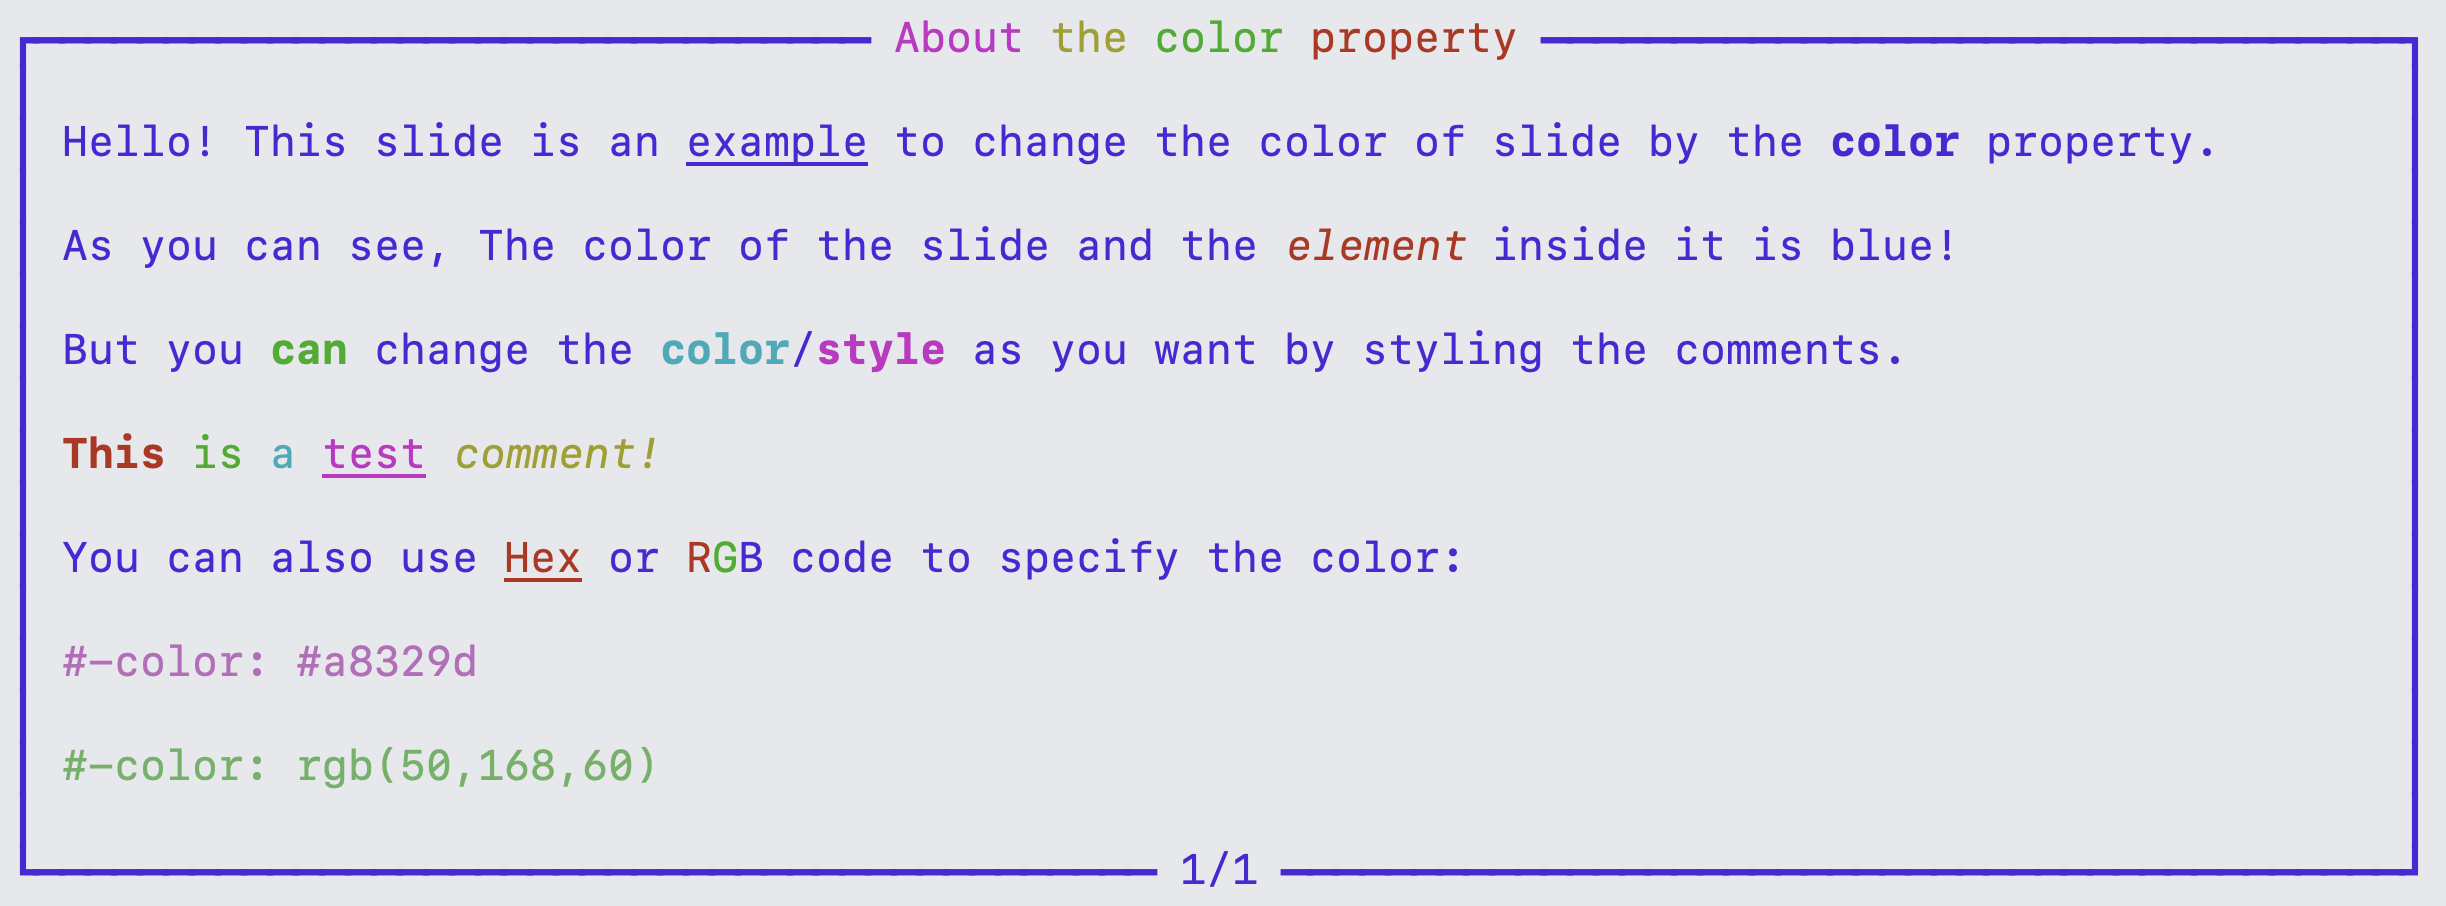 About the color property
Hello! This slide is an example to change the color of slide by the color property.
As you can see, The color of the slide and the element inside it is blue!
But you can change the color/style as you want by styling the comments.
This is a test comment!
You can also use Hex or RGB code to specify the color:
#-color: #a8329d
#-color: rgb(50,168,60)
1/1